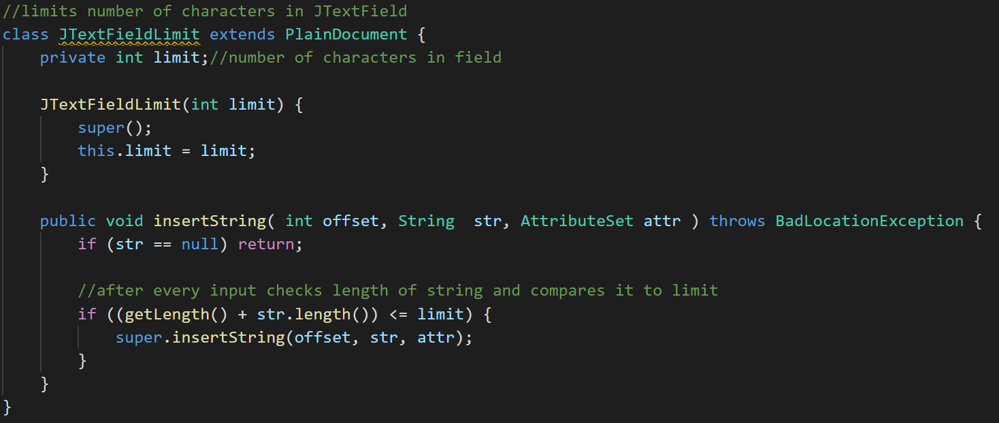 //limits number of characters in JTextField
class JTextFieldLimit extends PlainDocument {
    private int limit;//number of characters in field

    JTextFieldLimit(int limit) {
        super();
        this.limit = limit;
    }

    public void insertString( int offset, String  str, AttributeSet attr ) throws BadLocationException {
        if (str == null) return;

        //after every input checks length of string and compares it to limit
        if ((getLength() + str.length()) <= limit) {
            super.insertString(offset, str, attr);
        }
    }
}